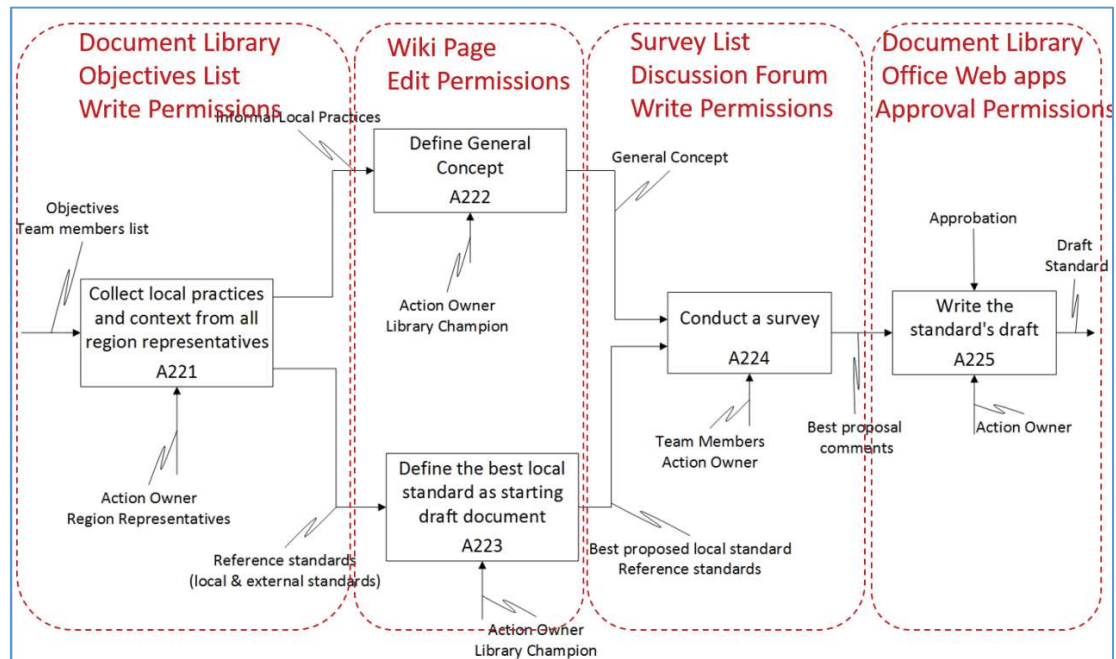 Document Library
Objectives List
Write Permissions
Wiki Page
Edit Permissions
Survey List
Discussion Forum
Write Permissions
Document Library
Office Web apps
Approval Permissions
Informal Local Practices
Define General
Concept
A222
General Concept
Objectives
Team members list
Approbation
Draft
Standard
Collect local practices
and context from all
region representatives
A221
Action Owner
Library Champion
Conduct a survey
A224
Write the
standard's draft
A225
Team Members
Action Owner
Best proposal
comments
Action Owner
Action Owner
Region Representatives
Define the best local
standard as starting
draft document
A223
Reference standards
(local & external standards)
Best proposed local standard
Reference standards
Action Owner
Library Champion